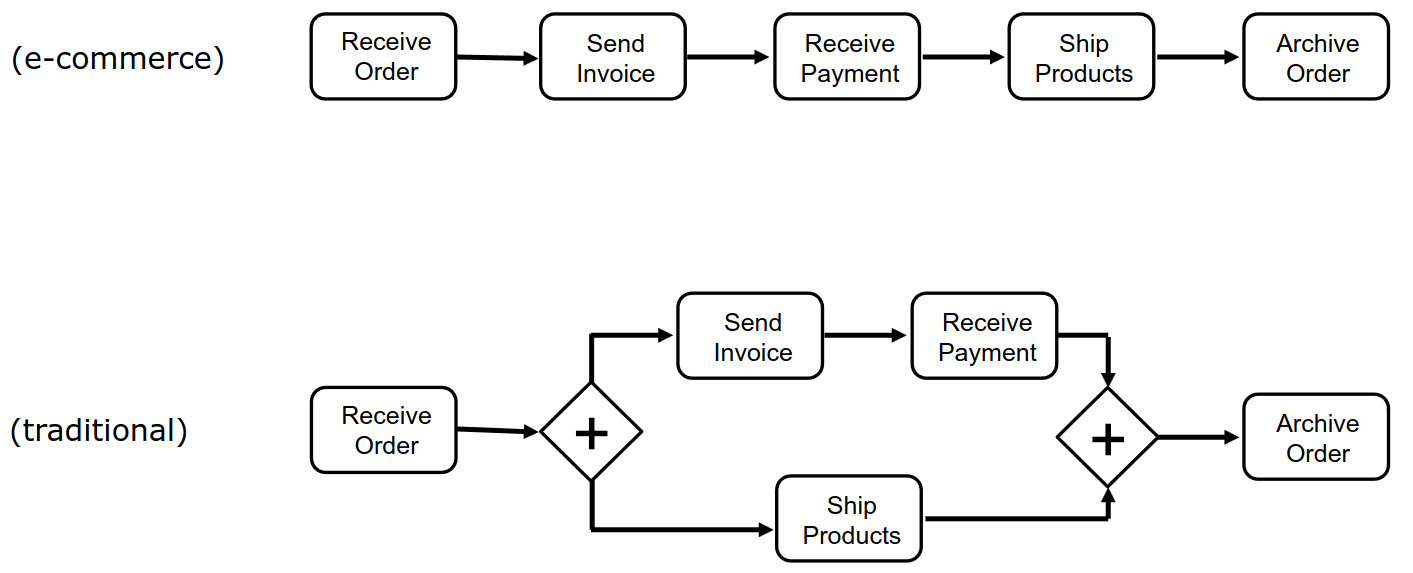 (e-commerce)
Receive
Order
Send
Invoice
Receive
Payment
Ship
Products
Archive
Order
(traditional)
Receive
Order
+
Send
Invoice
Receive
Payment
Ship
Products
+
Archive
Order